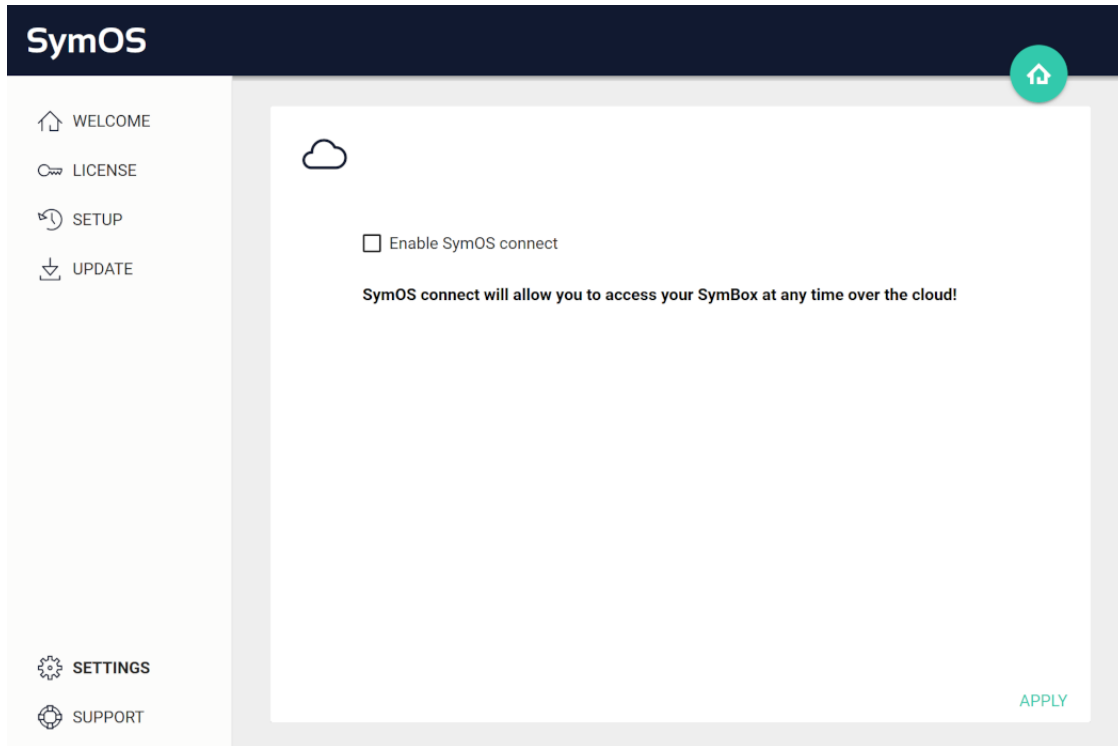 SymOS
WELCOME
LICENSE
SETUP
UPDATE
Enable SymOS connect
SymOS connect will allow you to access your SymBox at any time over the cloud!
SETTINGS
SUPPORT
APPLY